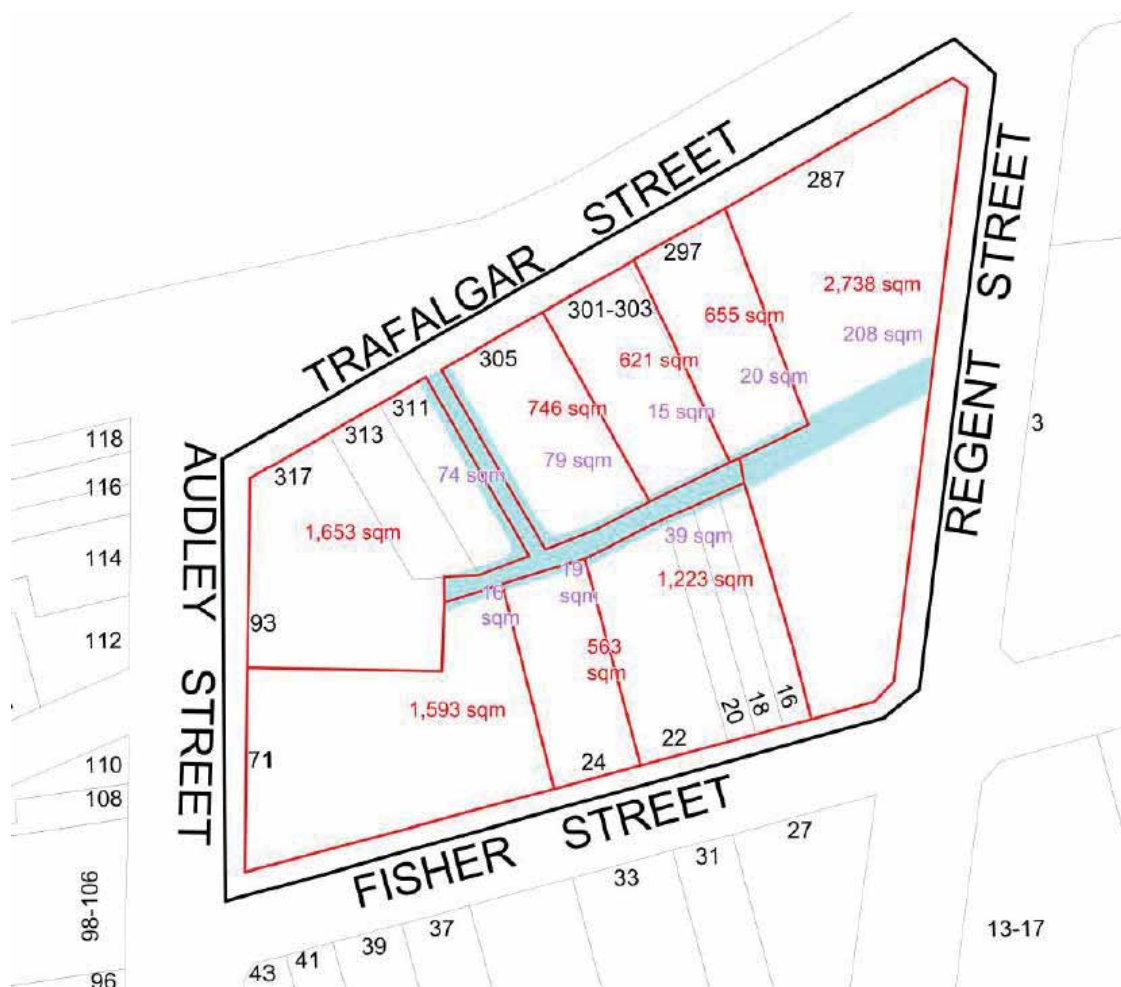 TRAFALGAR STREET
REGENT STREET
AUDLEY STREET
FISHER STREET
287
297
301-303
305
311
313
317
2,738 sqm
208 sqm
655 sqm
20 sqm
621 sqm
15 sqm
746 sqm
79 sqm
74 sqm
1,653 sqm
39 sqm
1,223 sqm
19
sqm
16
sqm
563
sqm
1,593 sqm
93
71
24
22
20
18
16
118
116
114
112
110
108
98-106
96
3
43
41
39
37
33
31
27
13-17